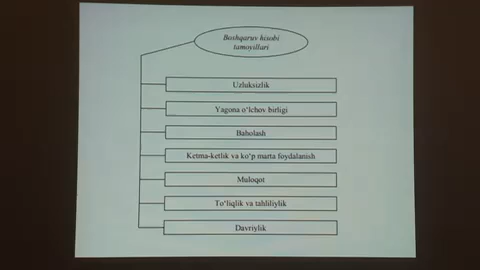 Boshqaruv hisobi
tamoyillari
Uzluksizlik
Yagona o‘lchov birligi
Baholash
Ketma-ketlik va ko‘p marta foydalanish
Muloqot
To‘liqlik va tahliliylik
Davriylik